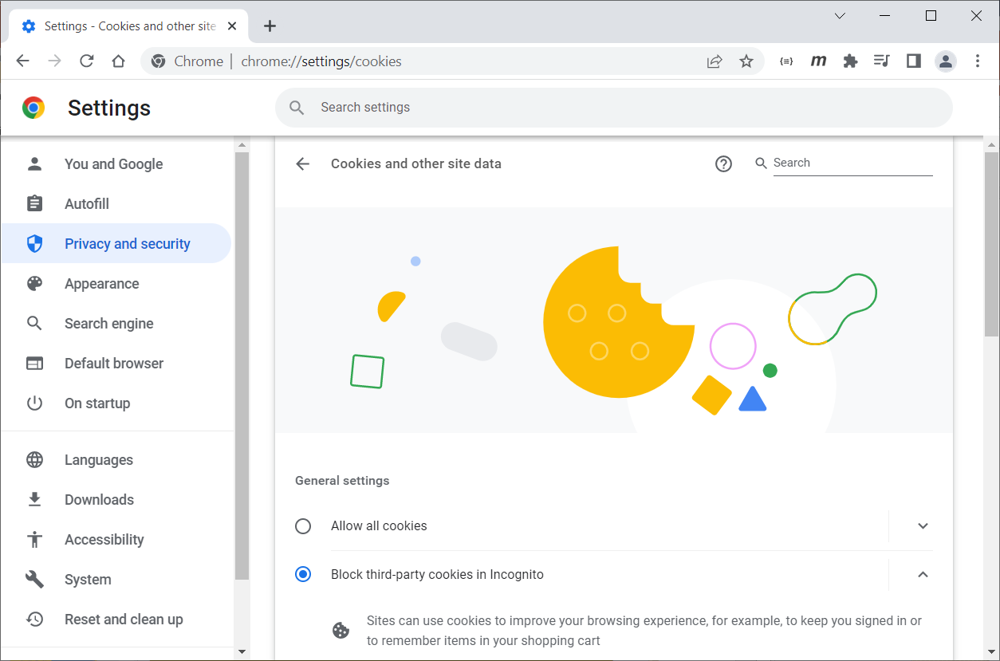 Settings - Cookies and other site
Chrome | chrome://settings/cookies
m
Settings
Search settings
You and Google
Autofill
Privacy and security
Appearance
Search engine
Default browser
On startup
Languages
Downloads
Accessibility
System
Reset and clean up
Cookies and other site data
Search
General settings
Allow all cookies
Block third-party cookies in Incognito
Sites can use cookies to improve your browsing experience, for example, to keep you signed in or
to remember items in your shopping cart